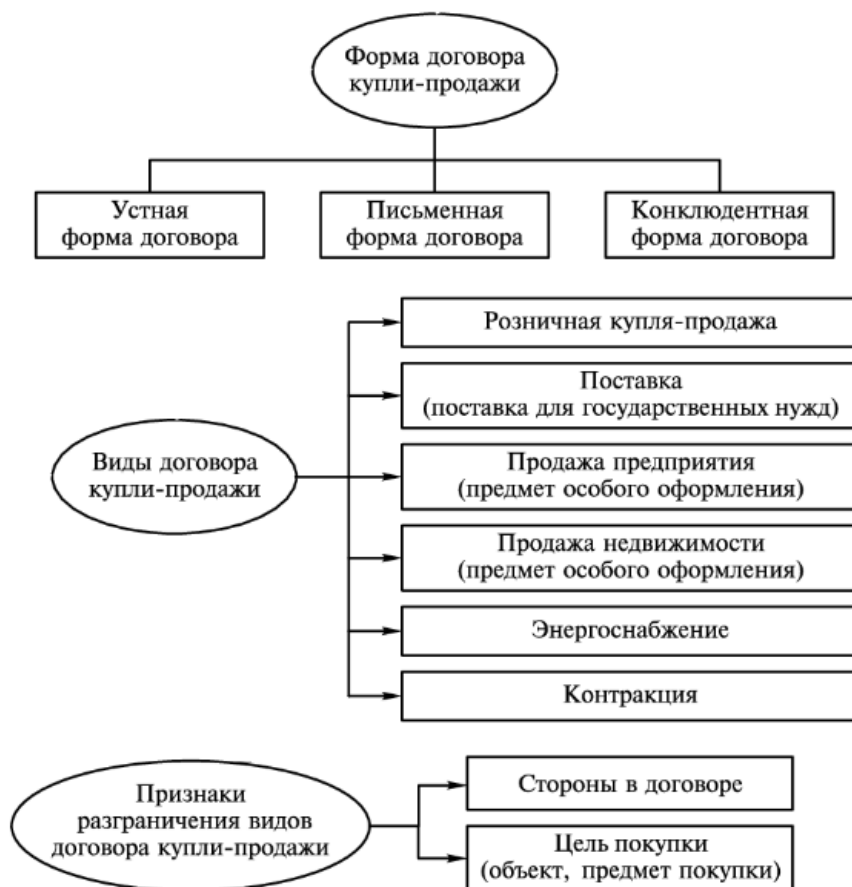 Форма договора
купли-продажи
Устная
форма договора
Письменная
форма договора
Конклюдентная
форма договора
Виды договора
купли-продажи
Розничная купля-продажа
Поставка
(поставка для государственных нужд)
Продажа предприятия
(предмет особого оформления)
Продажа недвижимости
(предмет особого оформления)
Энергоснабжение
Контракция
Признаки
разграничения видов
договора купли-продажи
Стороны в договоре
Цель покупки
(объект, предмет покупки)